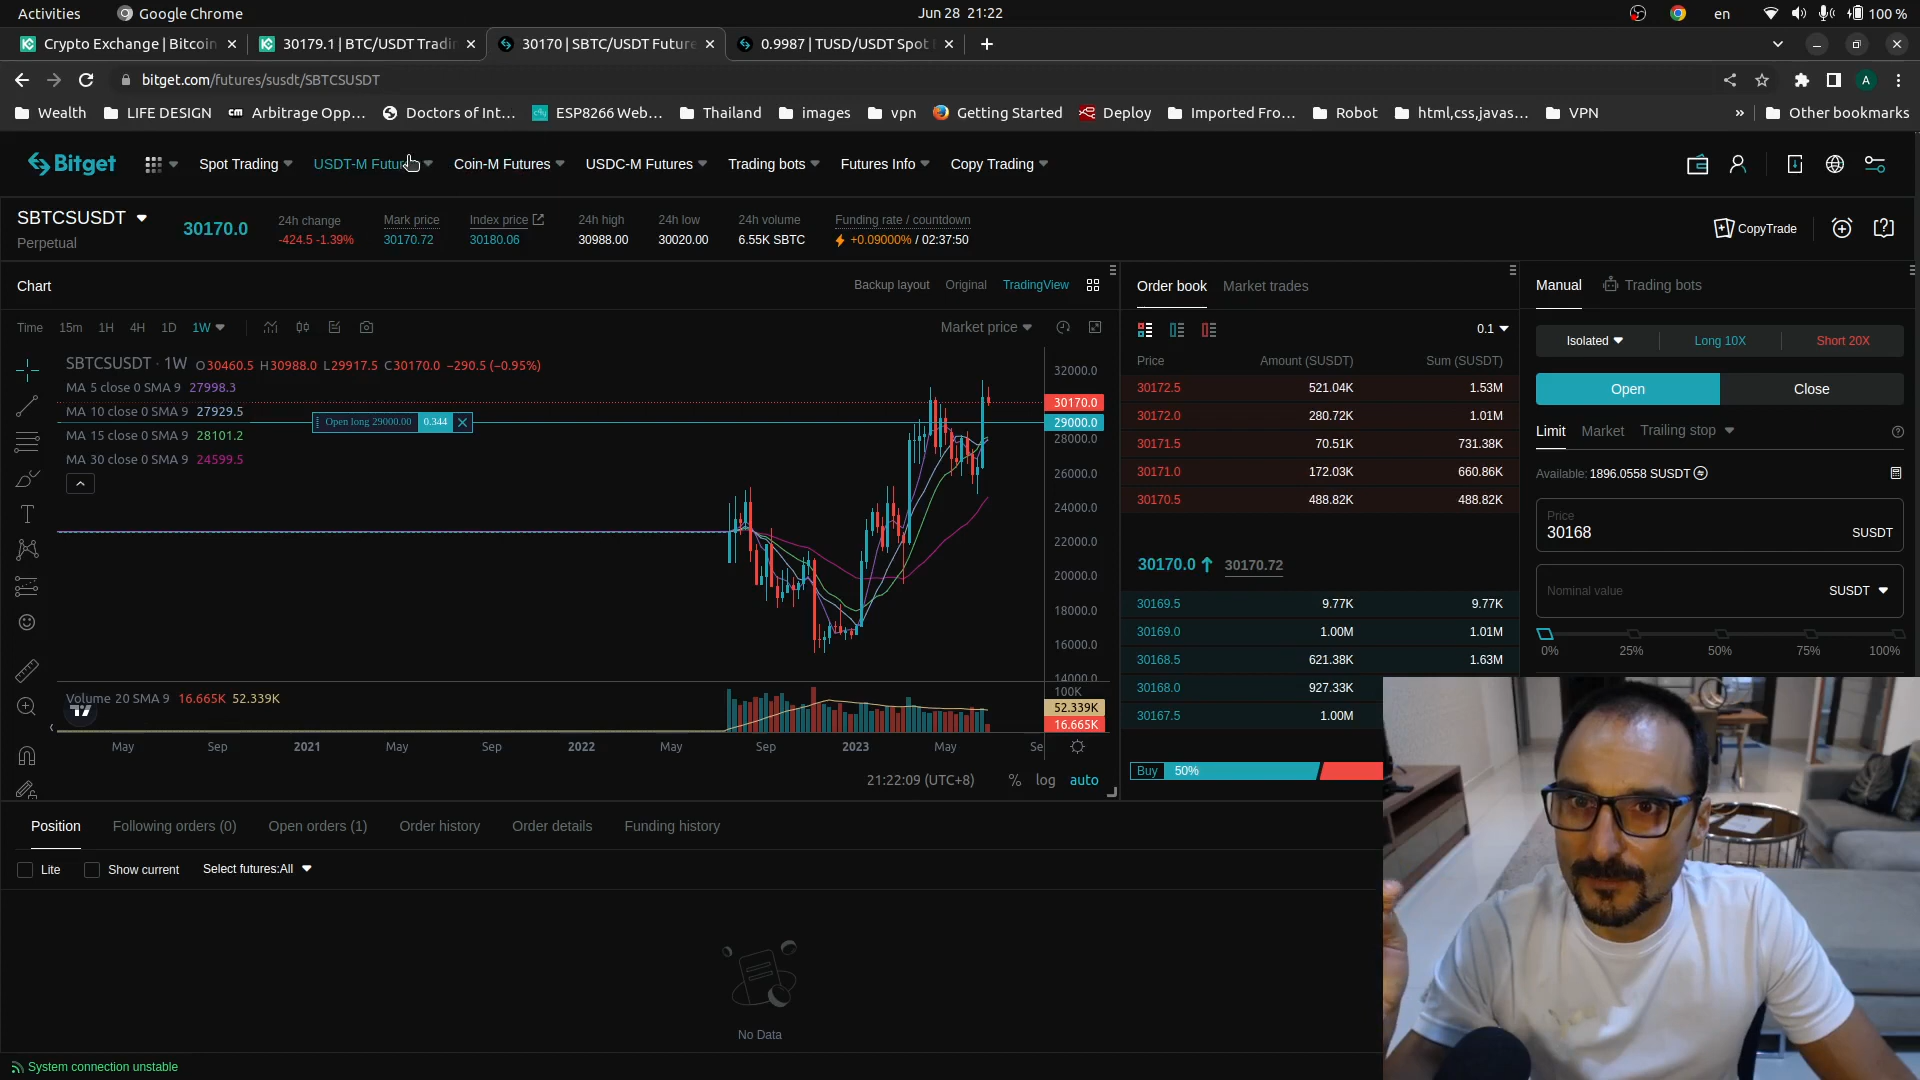 Activities
Google Chrome
Jun 28 21:22
en
100 %
Crypto Exchange | Bitcoin
30179.1 | BTC/USDT Tradin
30170 | SBTC/USDT Future
0.9987 | TUSD/USDT Spot
bitget.com/futures/susdt/SBTCSUSDT
A
Wealth
LIFE DESIGN
cm Arbitrage Opp...
Doctors of Int...
ESP8266 Web...
Thailand
images
vpn
Getting Started
Deploy
Imported Fro...
Robot
html,css,javas...
VPN
»
Other bookmarks
Bitget
Spot Trading
USDT-M Futur
Coin-M Futures
USDC-M Futures
Trading bots
Futures Info
Copy Trading
SBTCSUSDT
Perpetual
30170.0
24h change
-424.5 -1.39%
Mark price
30170.72
Index price
30180.06
24h high
30988.00
24h low
30020.00
24h volume
6.55K SBTC
Funding rate / countdown
+0.09000% / 02:37:50
CopyTrade
Chart
Backup layout
Original
TradingView
Time
15m
1H
4H
1D
1W
Market price
SBTCSUSDT · 1W O30460.5 H30988.0 L29917.5 C30170.0 −290.5 (−0.95%)
MA 5 close 0 SMA 9 27998.3
MA 10 close 0 SMA 9 27929.5
MA 15 close 0 SMA 9 28101.2
MA 30 close 0 SMA 9 24599.5
Open long 29000.00 0.344
32000.0
30170.0
29000.0
28000.0
26000.0
24000.0
22000.0
20000.0
18000.0
16000.0
14000.0
Volume 20 SMA 9 16.665K 52.339K
100K
52.339K
16.665K
May
Sep
2021
May
Sep
2022
May
Sep
2023
May
Se
21:22:09 (UTC+8)
%
log
auto
Order book
Market trades
0.1
Price
Amount (SUSDT)
Sum (SUSDT)
30172.5 521.04K 1.53M
30172.0 280.72K 1.01M
30171.5 70.51K 731.38K
30171.0 172.03K 660.86K
30170.5 488.82K 488.82K
30170.0 30170.72
30169.5 9.77K 9.77K
30169.0 1.00M 1.01M
30168.5 621.38K 1.63M
30168.0 927.33K
30167.5 1.00M
Buy 50%
Manual
Trading bots
Isolated
Long 10X
Short 20X
Open
Close
Limit
Market
Trailing stop
Available: 1896.0558 SUSDT
Price
30168
SUSDT
Nominal value
SUSDT
0%
25%
50%
75%
100%
Position
Following orders (0)
Open orders (1)
Order history
Order details
Funding history
Lite
Show current
Select futures:All
No Data
System connection unstable